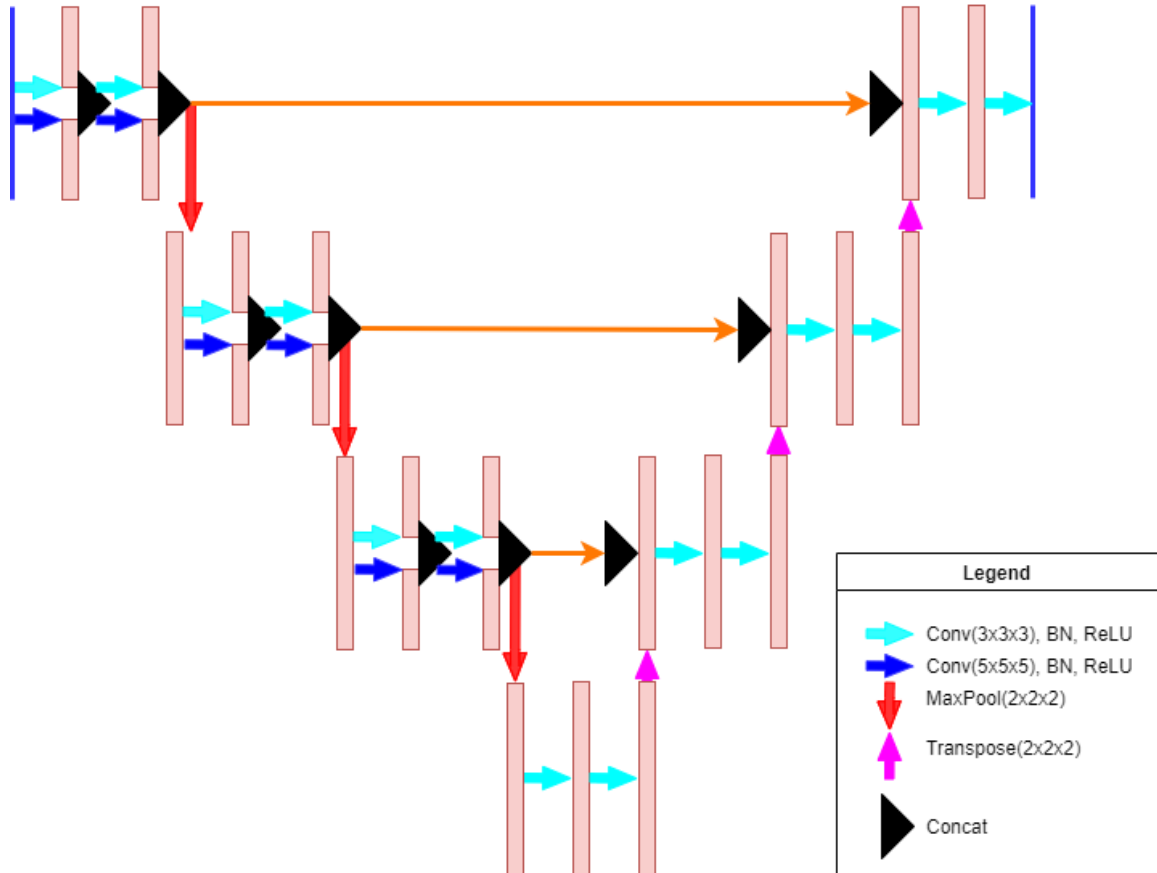 Legend
Conv(3x3x3), BN, ReLU
Conv(5x5x5), BN, ReLU
MaxPool(2x2x2)
Transpose(2x2x2)
Concat